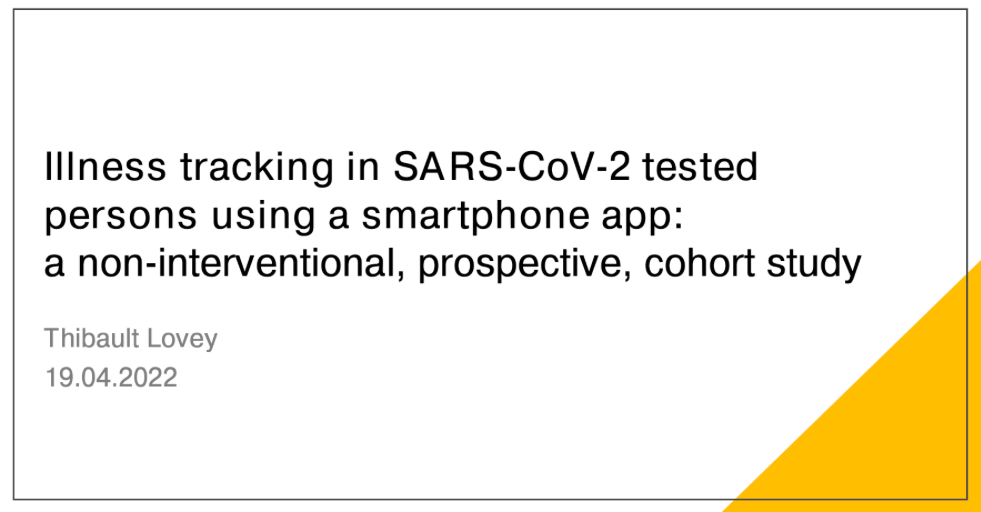 Illness tracking in SARS-CoV-2 tested
persons using a smartphone app:
a non-interventional, prospective, cohort study
Thibault Lovey
19.04.2022